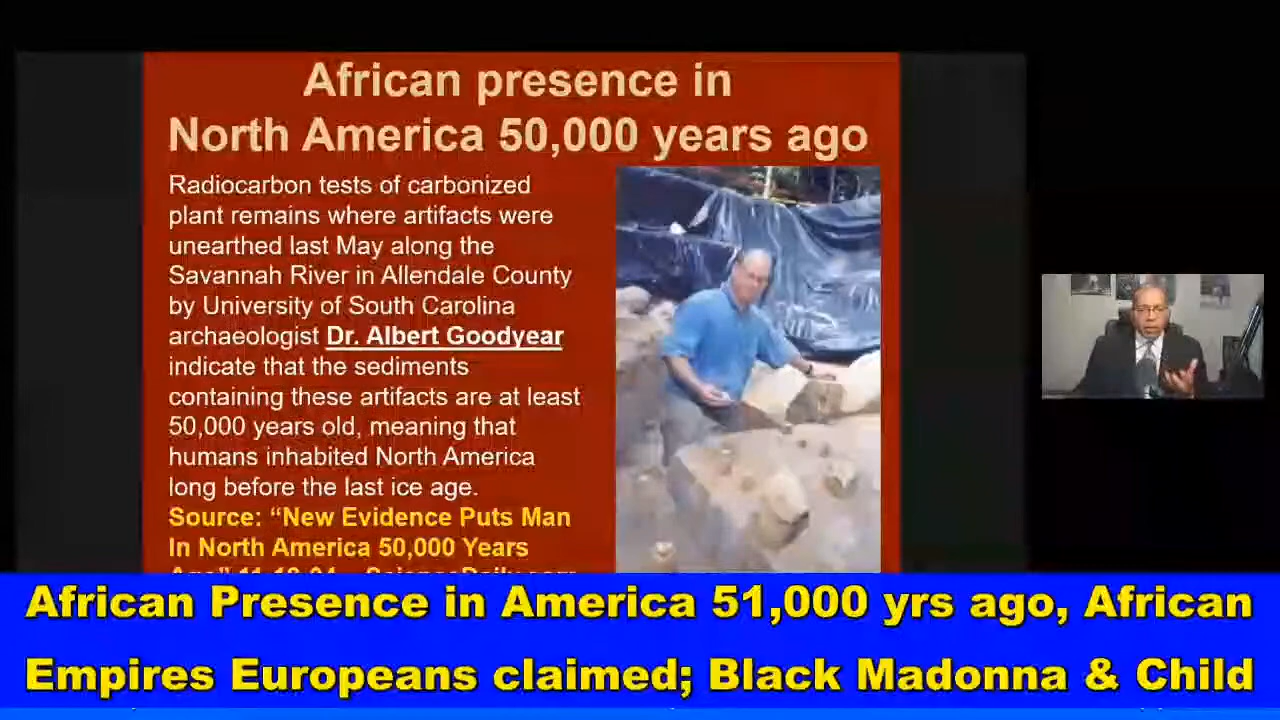 African presence in
North America 50,000 years ago
Radiocarbon tests of carbonized
plant remains where artifacts were
unearthed last May along the
Savannah River in Allendale County
by University of South Carolina
archaeologist Dr. Albert Goodyear
indicate that the sediments
containing these artifacts are at least
50,000 years old, meaning that
humans inhabited North America
long before the last ice age.
Source: “New Evidence Puts Man
In North America 50,000 Years
African Presence in America 51,000 yrs ago, African
Empires Europeans claimed; Black Madonna & Child